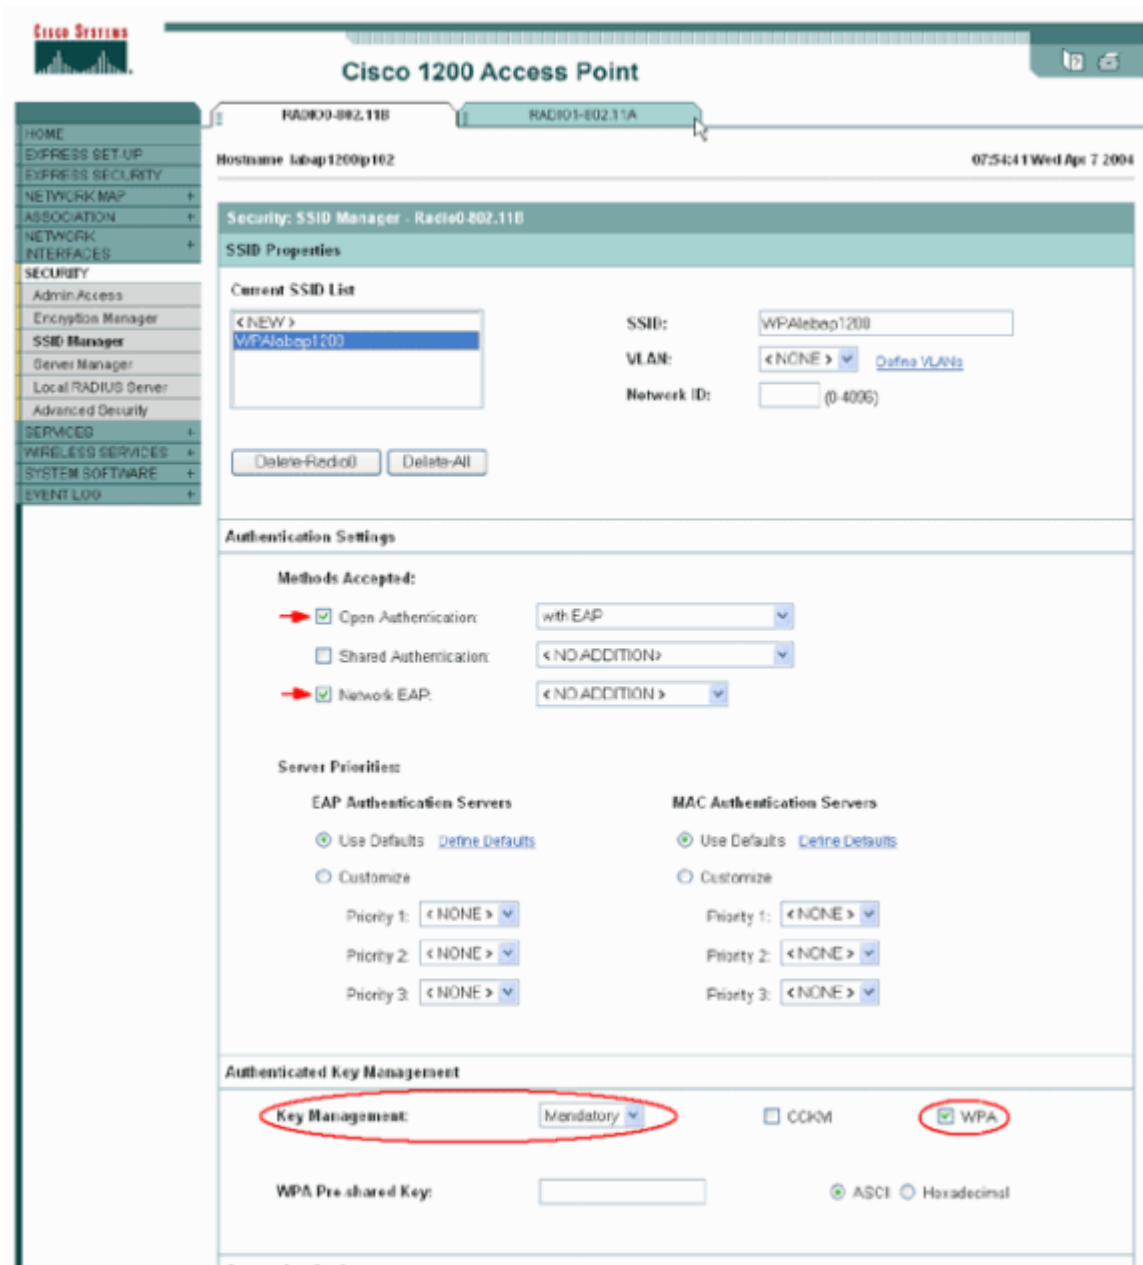 CISCO SYSTEMS
Cisco 1200 Access Point
RADIO0-802.11B
RADIO1-802.11A
HOME
EXPRESS SET-UP
EXPRESS SECURITY
NETWORK MAP +
ASSOCIATION +
NETWORK
INTERFACES +
SECURITY
Admin Access
Encryption Manager
SSID Manager
Server Manager
Local RADIUS Server
Advanced Security
SERVICES +
WIRELESS SERVICES +
SYSTEM SOFTWARE +
EVENT LOG +
Hostname labap1200ip102
07:54:41 Wed Apr 7 2004
Security: SSID Manager - Radio0-802.11B
SSID Properties
Current SSID List
< NEW >
WPAlabap1200
SSID: WPAlabap1200
VLAN: < NONE > Define VLANs
Network ID: (0-4096)
Delete-Radio0 Delete-All
Authentication Settings
Methods Accepted:
Open Authentication: with EAP
Shared Authentication: < NO ADDITION>
Network EAP: < NO ADDITION >
Server Priorities:
EAP Authentication Servers
Use Defaults Define Defaults
Customize
Priority 1: < NONE >
Priority 2: < NONE >
Priority 3: < NONE >
MAC Authentication Servers
Use Defaults Define Defaults
Customize
Priority 1: < NONE >
Priority 2: < NONE >
Priority 3: < NONE >
Authenticated Key Management
Key Management: Mandatory CCKM WPA
WPA Pre-shared Key: ASCII Hexadecimal